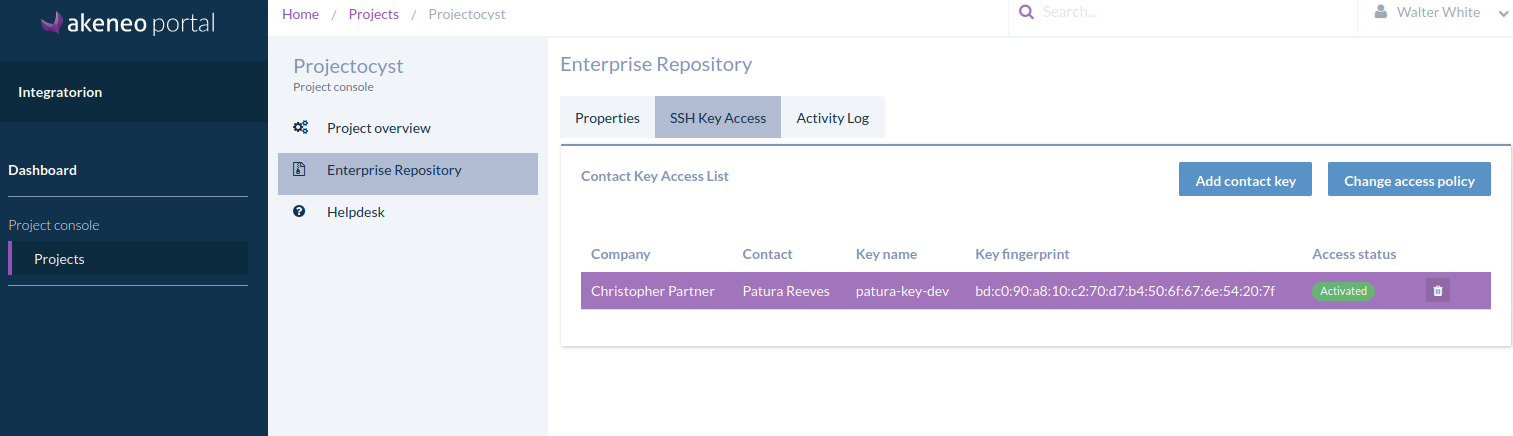 akeneo portal
Home / Projects / Projectocyst
Search...
Walter White
Integratorion
Dashboard
Project console
Projects
Projectocyst
Project console
Project overview
Enterprise Repository
Helpdesk
Enterprise Repository
Properties SSH Key Access Activity Log
Contact Key Access List
Add contact key Change access policy
Company Contact Key name Key fingerprint Access status
Christopher Partner Patura Reeves patura-key-dev bd:c0:90:a8:10:c2:70:d7:b4:50:6f:67:6e:54:20:7f Activated